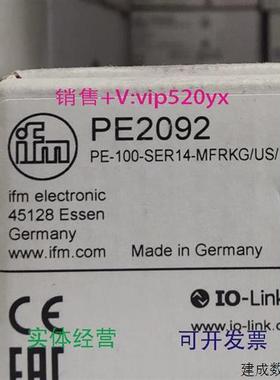 销售+V:vip520yx
ifm
PE2092
PE-100-SER14-MFRKG/US/
ifm electronic
45128 Essen
Germany
www.ifm.com
Made in Germany
CE
IO-Link
www.io-link.co
实体经营
可开发票
EAC
建成数